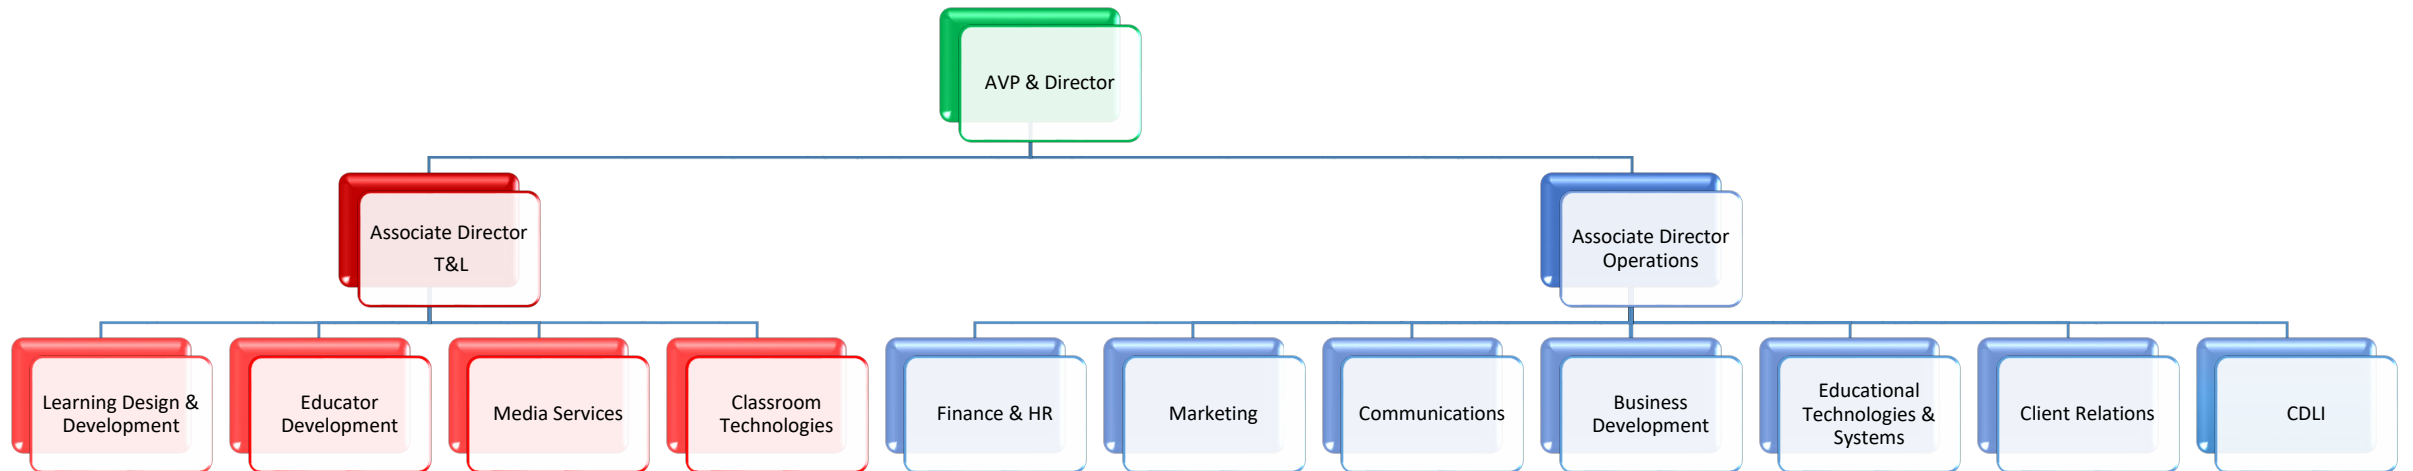 AVP & Director
Associate Director
T&L
Associate Director
Operations
Learning Design &
Development
Educator
Development
Media Services
Classroom
Technologies
Finance & HR
Marketing
Communications
Business
Development
Educational
Technologies &
Systems
Client Relations
CDLI